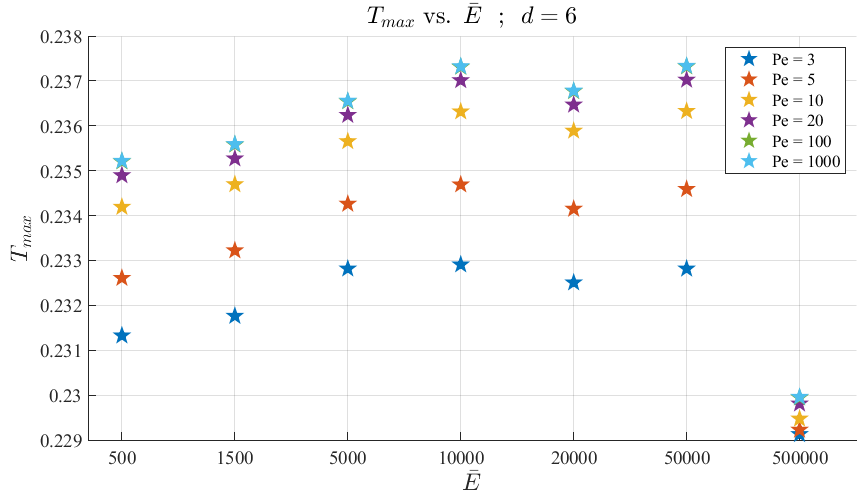 T_max vs. Ē ; d = 6
0.238
0.237
0.236
0.235
0.234
0.233
0.232
0.231
0.23
0.229
T_max
500
1500
5000
10000
20000
50000
500000
Ē
Pe = 3
Pe = 5
Pe = 10
Pe = 20
Pe = 100
Pe = 1000